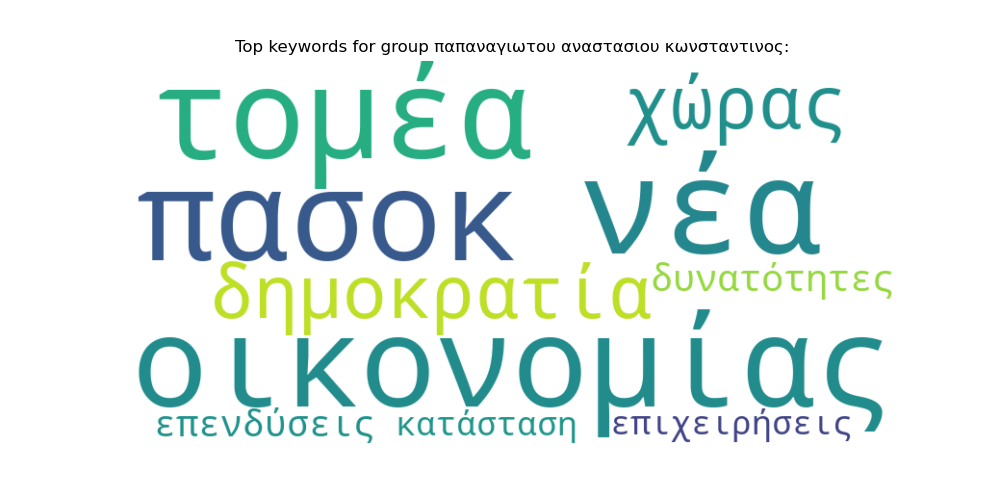 Top keywords for group παπαναγιωτου αναστασιου κωνσταντινος:
τομέα χώρας
πασοκ νέα
δημοκρατία δυνατότητες
οικονομίας
επενδύσεις κατάσταση επιχειρήσεις